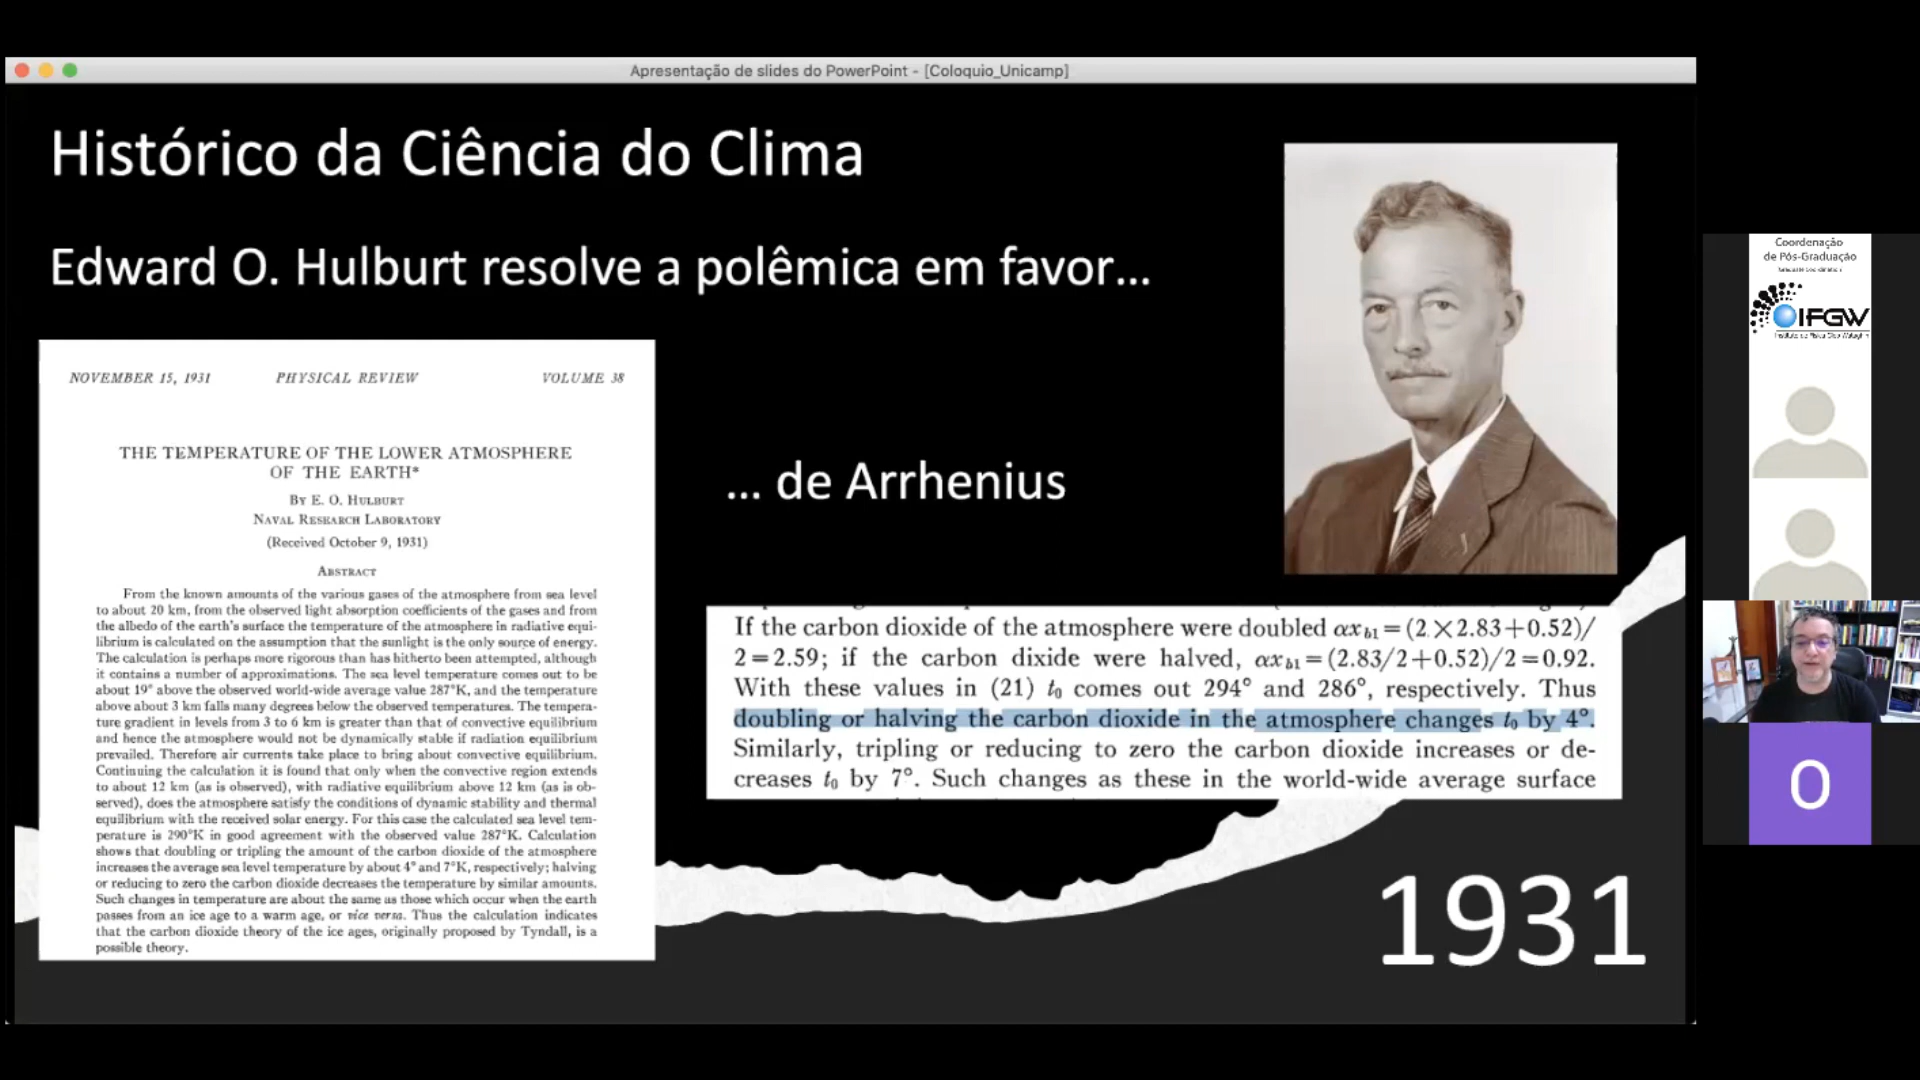 Apresentação de slides do PowerPoint - [Coloquio_Unicamp]
Histórico da Ciência do Clima
Edward O. Hulburt resolve a polêmica em favor...
NOVEMBER 15, 1931 PHYSICAL REVIEW VOLUME 38
THE TEMPERATURE OF THE LOWER ATMOSPHERE
OF THE EARTH*
BY E. O. HULBURT
NAVAL RESEARCH LABORATORY
(Received October 9, 1931)
ABSTRACT
From the known amounts of the various gases of the atmosphere from sea level
to about 20 km, from the observed light absorption coefficients of the gases and from
the albedo of the earth's surface the temperature of the atmosphere in radiative equi-
librium is calculated on the assumption that the sunlight is the only source of energy.
The calculation is perhaps more rigorous than has hitherto been attempted, although
it contains a number of approximations. The sea level temperature comes out to be
about 19° above the observed world-wide average value 287°K, and the temperature
above about 3 km falls many degrees below the observed temperatures. The tempera-
ture gradient in levels from 3 to 6 km is greater than that of convective equilibrium
and hence the atmosphere would not be dynamically stable if radiation equilibrium
prevailed. Therefore air currents take place to bring about convective equilibrium.
Continuing the calculation it is found that only when the convective region extends
to about 12 km (as is observed), with radiative equilibrium above 12 km (as is ob-
served), does the atmosphere satisfy the conditions of dynamic stability and thermal
equilibrium with the received solar energy. For this case the calculated sea level tem-
perature is 290°K in good agreement with the observed value 287°K. Calculation
shows that doubling or tripling the amount of the carbon dioxide of the atmosphere
increases the average sea level temperature by about 4° and 7°K, respectively; halving
or reducing to zero the carbon dioxide decreases the temperature by similar amounts.
Such changes in temperature are about the same as those which occur when the earth
passes from an ice age to a warm age, or vice versa. Thus the calculation indicates
that the carbon dioxide theory of the ice ages, originally proposed by Tyndall, is a
possible theory.
... de Arrhenius
If the carbon dioxide of the atmosphere were doubled αx_b1=(2×2.83+0.52)/
2=2.59; if the carbon dixide were halved, αx_b1=(2.83/2+0.52)/2=0.92.
With these values in (21) t₀ comes out 294° and 286°, respectively. Thus
doubling or halving the carbon dioxide in the atmosphere changes t₀ by 4°.
Similarly, tripling or reducing to zero the carbon dioxide increases or de-
creases t₀ by 7°. Such changes as these in the world-wide average surface
1931
Coordenação
de Pós-Graduação
IFGW
O